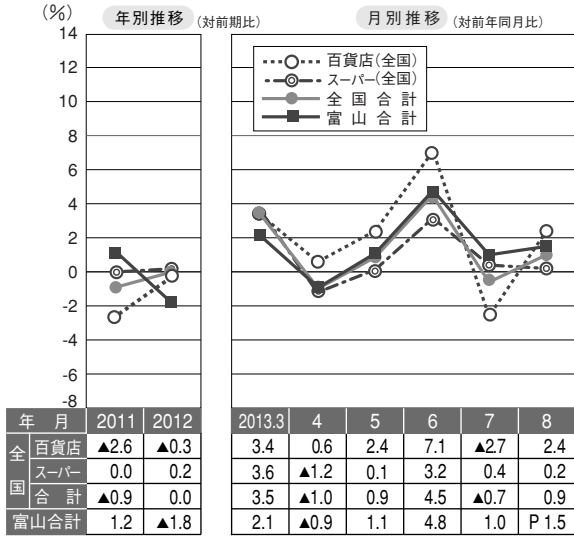 (%)
年別推移 (対前期比)
月別推移 (対前年同月比)
14
12
10
8
6
4
2
0
-2
-4
-6
-8
百貨店(全国)
スーパー(全国)
全国合計
富山合計
年 月 2011 2012 2013.3 4 5 6 7 8
全国
百貨店 ▲2.6 ▲0.3 3.4 0.6 2.4 7.1 ▲2.7 2.4
スーパー 0.0 0.2 3.6 ▲1.2 0.1 3.2 0.4 0.2
合計 ▲0.9 0.0 3.5 ▲1.0 0.9 4.5 ▲0.7 0.9
富山合計 1.2 ▲1.8 2.1 ▲0.9 1.1 4.8 1.0 P 1.5